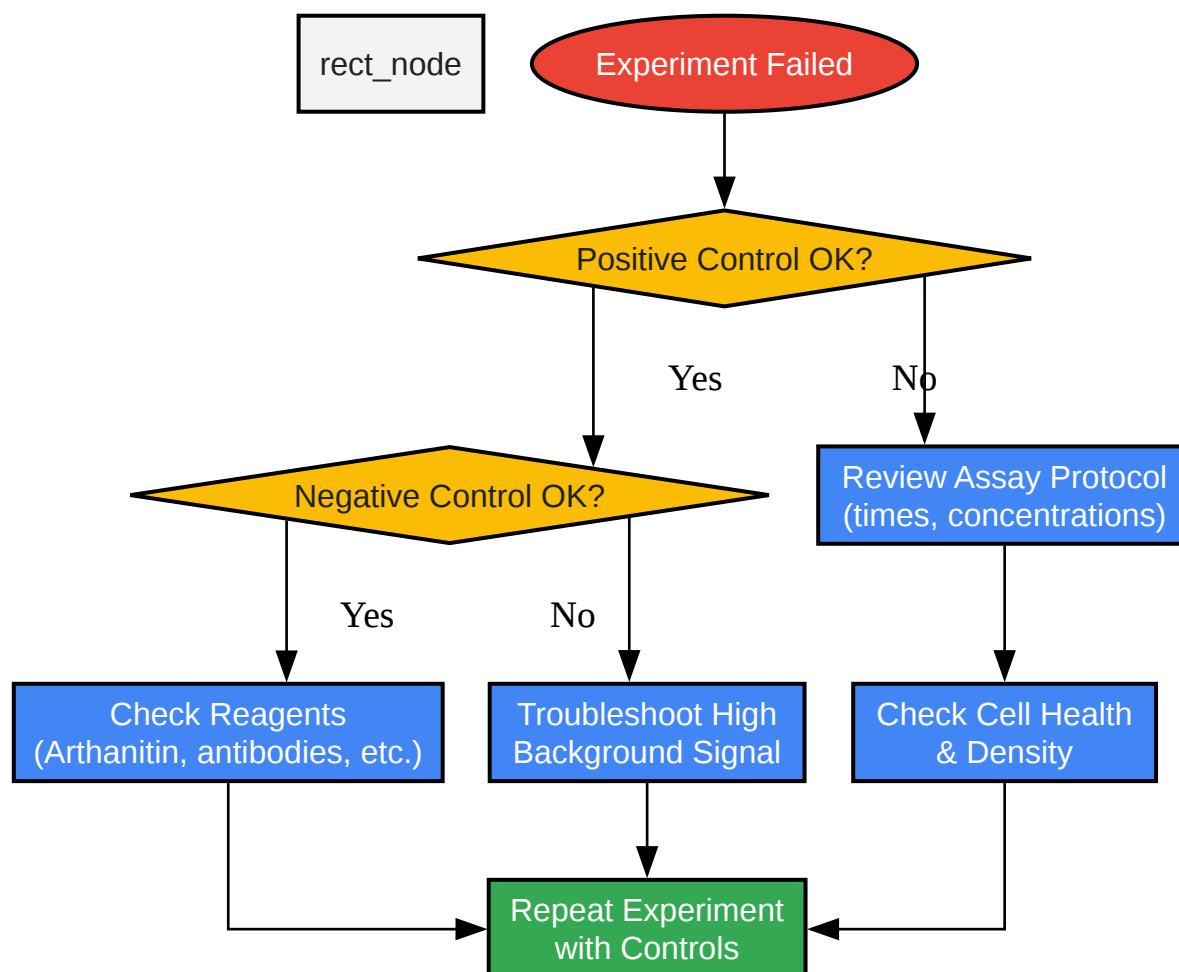 rect_node
Experiment Failed
Positive Control OK?
Yes
No
Negative Control OK?
Review Assay Protocol
(times, concentrations)
Yes
No
Check Reagents
(Arthanitin, antibodies, etc.)
Troubleshoot High
Background Signal
Check Cell Health
& Density
Repeat Experiment
with Controls